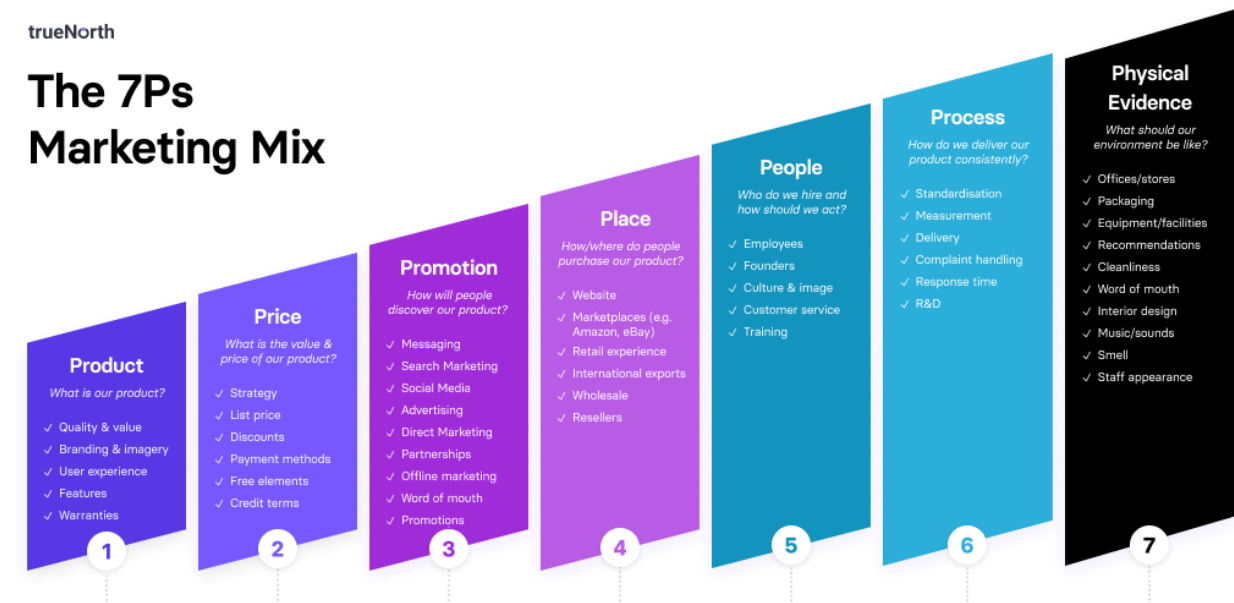 trueNorth
The 7Ps
Marketing Mix
Product
What is our product?
✓ Quality & value
✓ Branding & imagery
✓ User experience
✓ Features
✓ Warranties
1
Price
What is the value &
price of our product?
✓ Strategy
✓ List price
✓ Discounts
✓ Payment methods
✓ Free elements
✓ Credit terms
2
Promotion
How will people
discover our product?
✓ Messaging
✓ Search Marketing
✓ Social Media
✓ Advertising
✓ Direct Marketing
✓ Partnerships
✓ Offline marketing
✓ Word of mouth
✓ Promotions
3
Place
How/where do people
purchase our product?
✓ Website
✓ Marketplaces (e.g.
Amazon, eBay)
✓ Retail experience
✓ International exports
✓ Wholesale
✓ Resellers
4
People
Who do we hire and
how should we act?
✓ Employees
✓ Founders
✓ Culture & image
✓ Customer service
✓ Training
5
Process
How do we deliver our
product consistently?
✓ Standardisation
✓ Measurement
✓ Delivery
✓ Complaint handling
✓ Response time
✓ R&D
6
Physical
Evidence
What should our
environment be like?
✓ Offices/stores
✓ Packaging
✓ Equipment/facilities
✓ Recommendations
✓ Cleanliness
✓ Word of mouth
✓ Interior design
✓ Music/sounds
✓ Smell
✓ Staff appearance
7